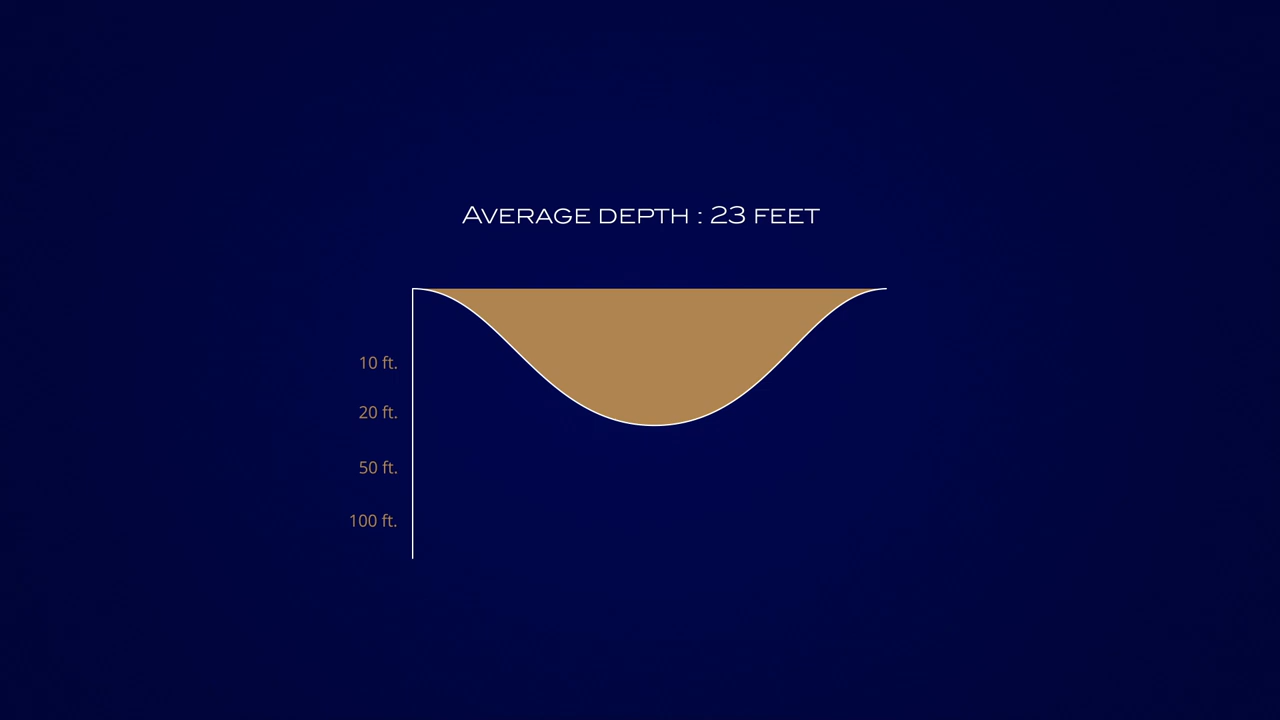 Average depth : 23 feet
10 ft.
20 ft.
50 ft.
100 ft.